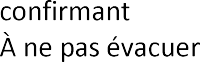 confirmant
À ne pas évacuer